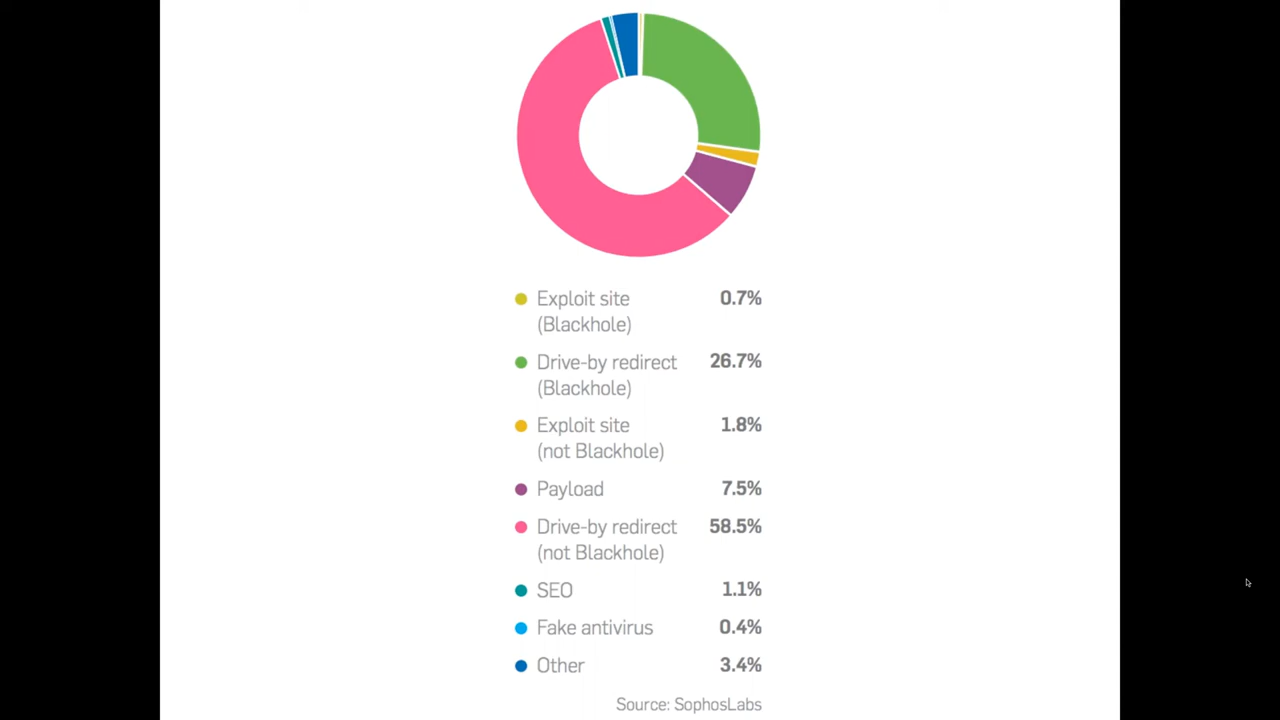 Exploit site 0.7%
(Blackhole)
Drive-by redirect 26.7%
(Blackhole)
Exploit site 1.8%
(not Blackhole)
Payload 7.5%
Drive-by redirect 58.5%
(not Blackhole)
SEO 1.1%
Fake antivirus 0.4%
Other 3.4%
Source: SophosLabs